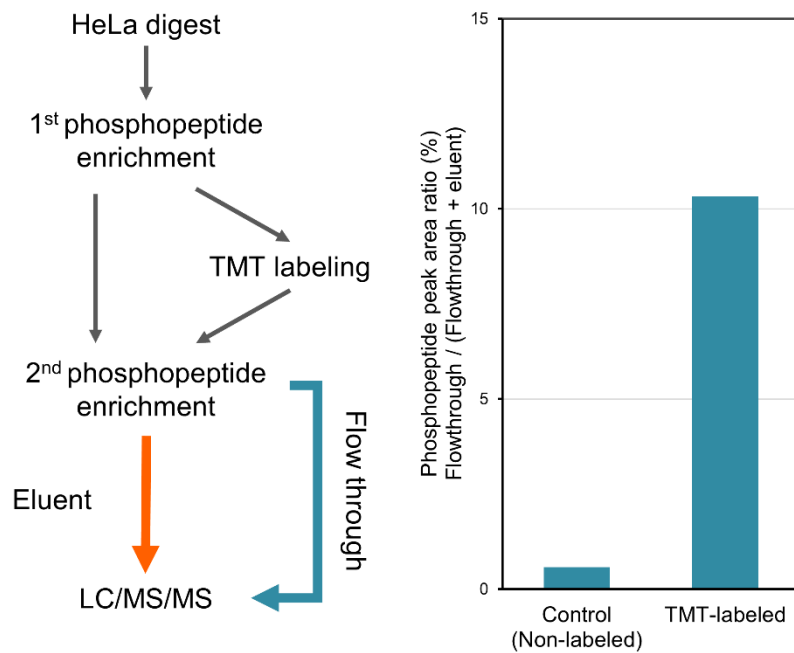 HeLa digest
1st phosphopeptide
enrichment
TMT labeling
2nd phosphopeptide
enrichment
Flow through
Eluent
LC/MS/MS
Phosphopeptide peak area ratio (%)
Flowthrough / (Flowthrough + eluent)
15
10
5
0
Control
(Non-labeled)
TMT-labeled